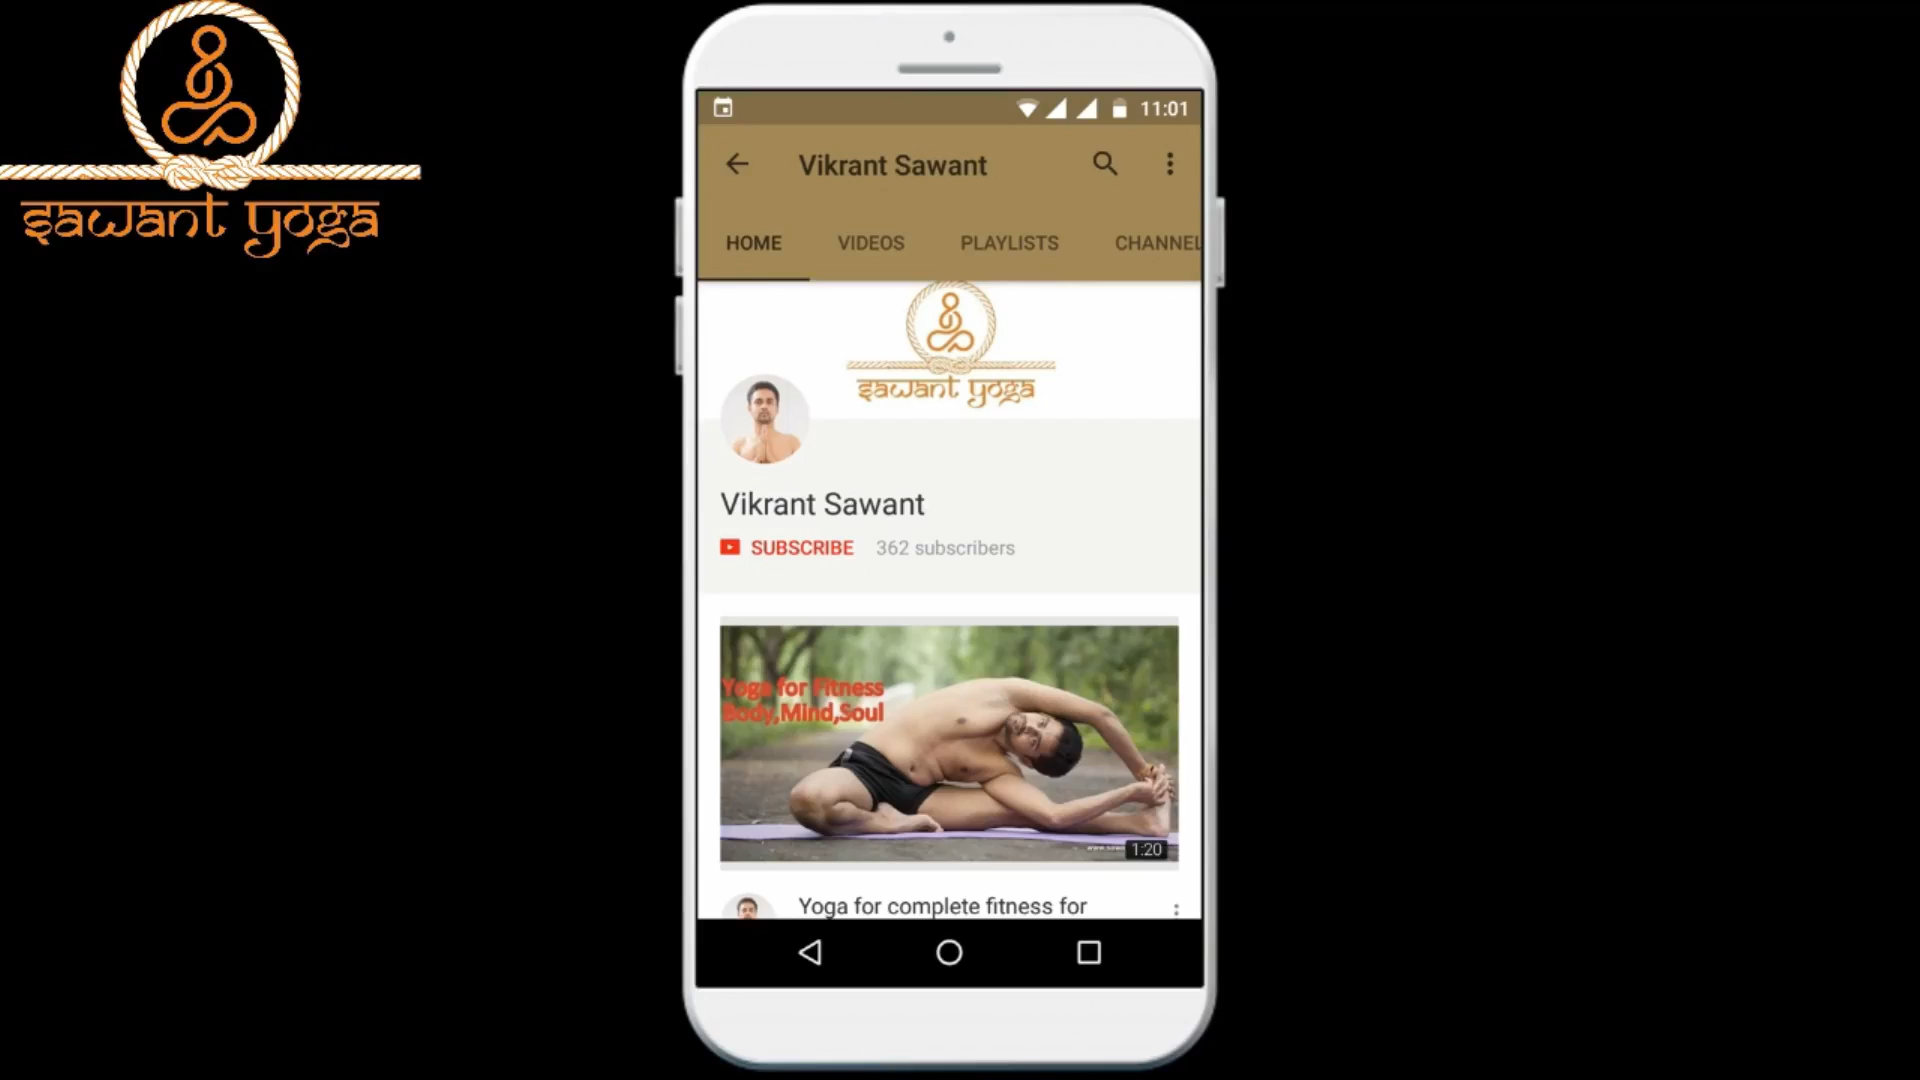 sawant yoga
11:01
Vikrant Sawant
HOME VIDEOS PLAYLISTS CHANNEL
sawant yoga
Vikrant Sawant
SUBSCRIBE 362 subscribers
Yoga for Fitness
Body,Mind,Soul
1:20
Yoga for complete fitness for